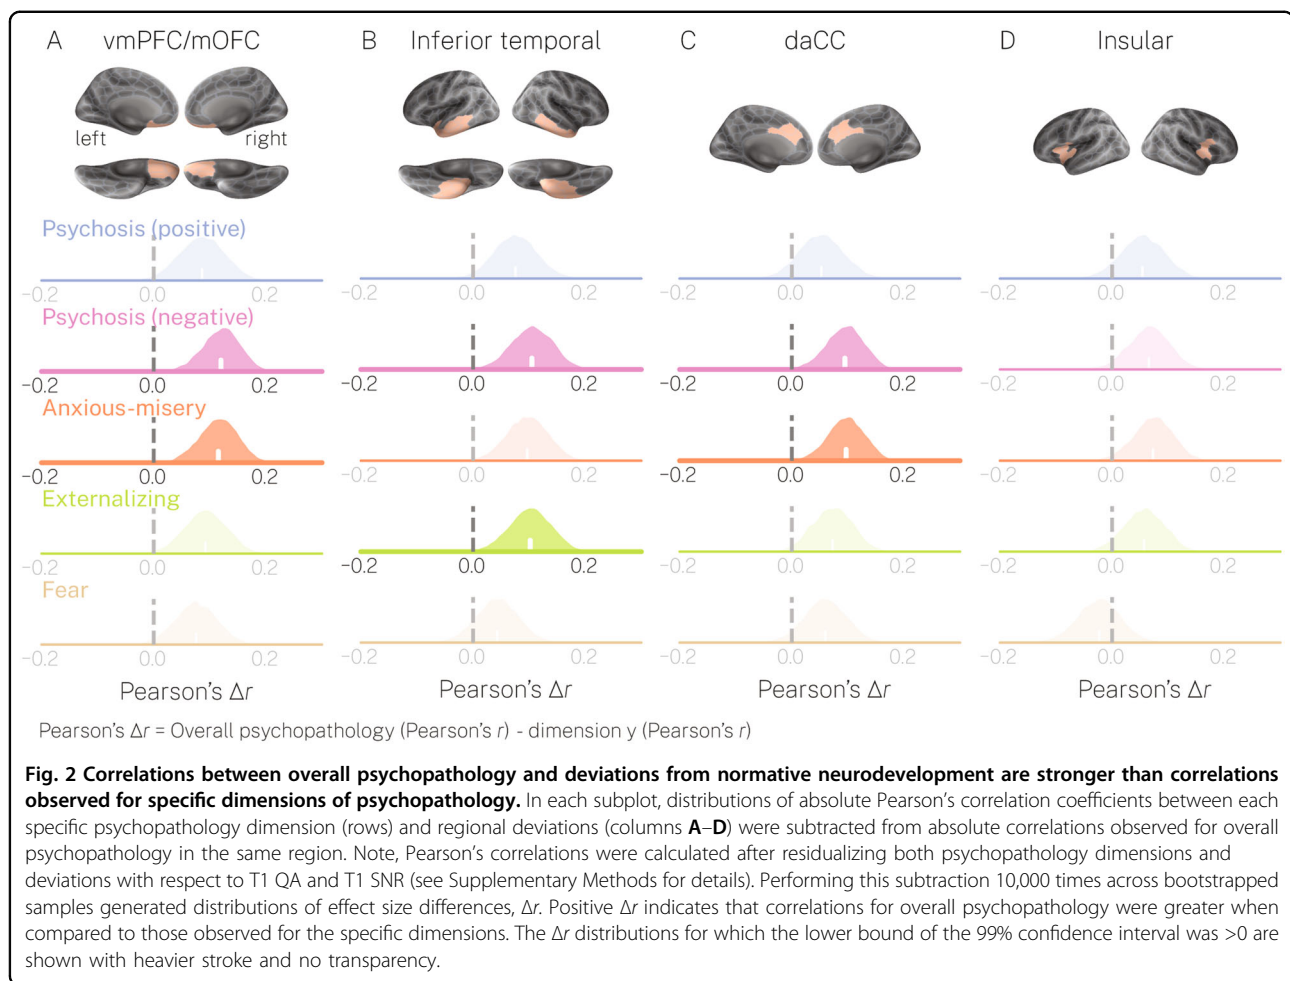 A vmPFC/mOFC B Inferior temporal C daCC D Insular
left right
Psychosis (positive)
−0.2 0.0 0.2 −0.2 0.0 0.2 −0.2 0.0 0.2 −0.2 0.0 0.2
Psychosis (negative)
−0.2 0.0 0.2 −0.2 0.0 0.2 −0.2 0.0 0.2 −0.2 0.0 0.2
Anxious-misery
−0.2 0.0 0.2 −0.2 0.0 0.2 −0.2 0.0 0.2 −0.2 0.0 0.2
Externalizing
−0.2 0.0 0.2 −0.2 0.0 0.2 −0.2 0.0 0.2 −0.2 0.0 0.2
Fear
−0.2 0.0 0.2 −0.2 0.0 0.2 −0.2 0.0 0.2 −0.2 0.0 0.2
Pearson's Δr Pearson's Δr Pearson's Δr Pearson's Δr
Pearson's Δr = Overall psychopathology (Pearson's r) - dimension y (Pearson's r)
Fig. 2 Correlations between overall psychopathology and deviations from normative neurodevelopment are stronger than correlations
observed for specific dimensions of psychopathology. In each subplot, distributions of absolute Pearson's correlation coefficients between each
specific psychopathology dimension (rows) and regional deviations (columns A–D) were subtracted from absolute correlations observed for overall
psychopathology in the same region. Note, Pearson's correlations were calculated after residualizing both psychopathology dimensions and
deviations with respect to T1 QA and T1 SNR (see Supplementary Methods for details). Performing this subtraction 10,000 times across bootstrapped
samples generated distributions of effect size differences, Δr. Positive Δr indicates that correlations for overall psychopathology were greater when
compared to those observed for the specific dimensions. The Δr distributions for which the lower bound of the 99% confidence interval was >0 are
shown with heavier stroke and no transparency.